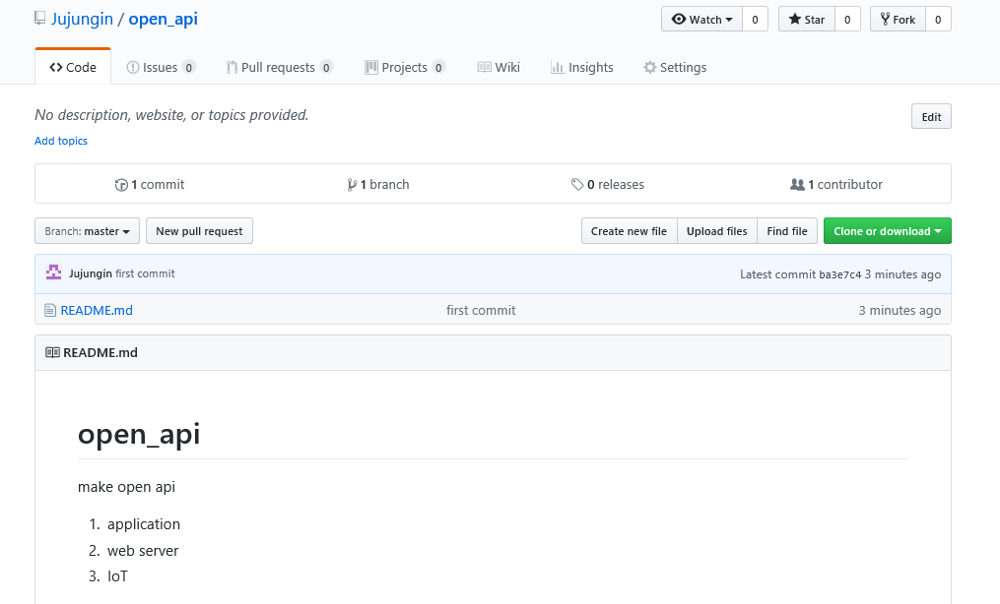 Jujungin / open_api
Watch 0 Star 0 Fork 0
Code Issues 0 Pull requests 0 Projects 0 Wiki Insights Settings
No description, website, or topics provided.
Edit
Add topics
1 commit 1 branch 0 releases 1 contributor
Branch: master New pull request Create new file Upload files Find file Clone or download
Jujungin first commit Latest commit ba3e7c4 3 minutes ago
README.md first commit 3 minutes ago
README.md
open_api
make open api
1. application
2. web server
3. IoT